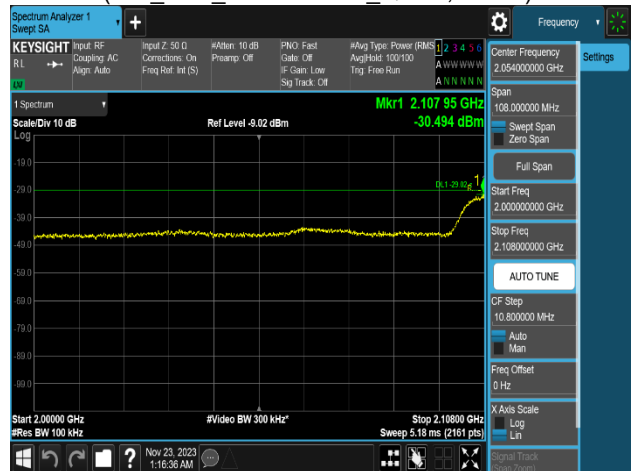 Spectrum Analyzer 1
Swept SA
Frequency
KEYSIGHT
RL
LV
Input: RF
Coupling: AC
Align: Auto
Input Z: 50 Ω
Corrections: On
Freq Ref: Int (S)
#Atten: 10 dB
Preamp: Off
PNO: Fast
Gate: Off
IF Gain: Low
Sig Track: Off
#Avg Type: Power (RMS
Avg|Hold: 100/100
Trig: Free Run
1 2 3 4 5 6
A W W W W W
A N N N N N
1 Spectrum
Scale/Div 10 dB
Log
Ref Level -9.02 dBm
Mkr1 2.107 95 GHz
-30.494 dBm
-19.0
-29.0
-39.0
-49.0
-59.0
-69.0
-79.0
-89.0
-99.0
DL1 -29.02
1
Start 2.00000 GHz
#Res BW 100 kHz
#Video BW 300 kHz*
Stop 2.10800 GHz
Sweep 5.18 ms (2161 pts)
Nov 23, 2023
1:16:36 AM
?
Settings
Center Frequency
2.054000000 GHz
Span
108.000000 MHz
Swept Span
Zero Span
Full Span
Start Freq
2.000000000 GHz
Stop Freq
2.108000000 GHz
AUTO TUNE
CF Step
10.800000 MHz
Auto
Man
Freq Offset
0 Hz
X Axis Scale
Log
Lin
Signal Track
(Span Zoom)